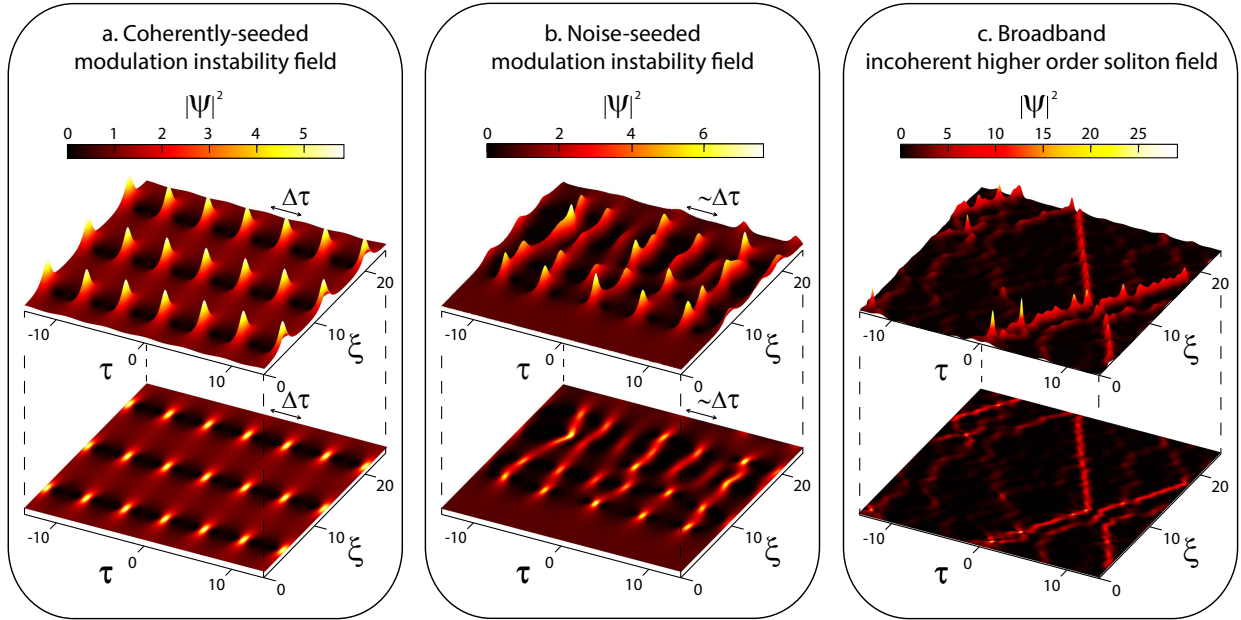 a. Coherently-seeded
modulation instability field
|Ψ|²
0 1 2 3 4 5
Δτ
-10 0 10
τ
0 10 20
ξ
Δτ
-10 0 10
τ
0 10 20
ξ
b. Noise-seeded
modulation instability field
|Ψ|²
0 2 4 6
~Δτ
-10 0 10
τ
0 10 20
ξ
~Δτ
-10 0 10
τ
0 10 20
ξ
c. Broadband
incoherent higher order soliton field
|Ψ|²
0 5 10 15 20 25
-10 0 10
τ
0 10 20
ξ
-10 0 10
τ
0 10 20
ξ